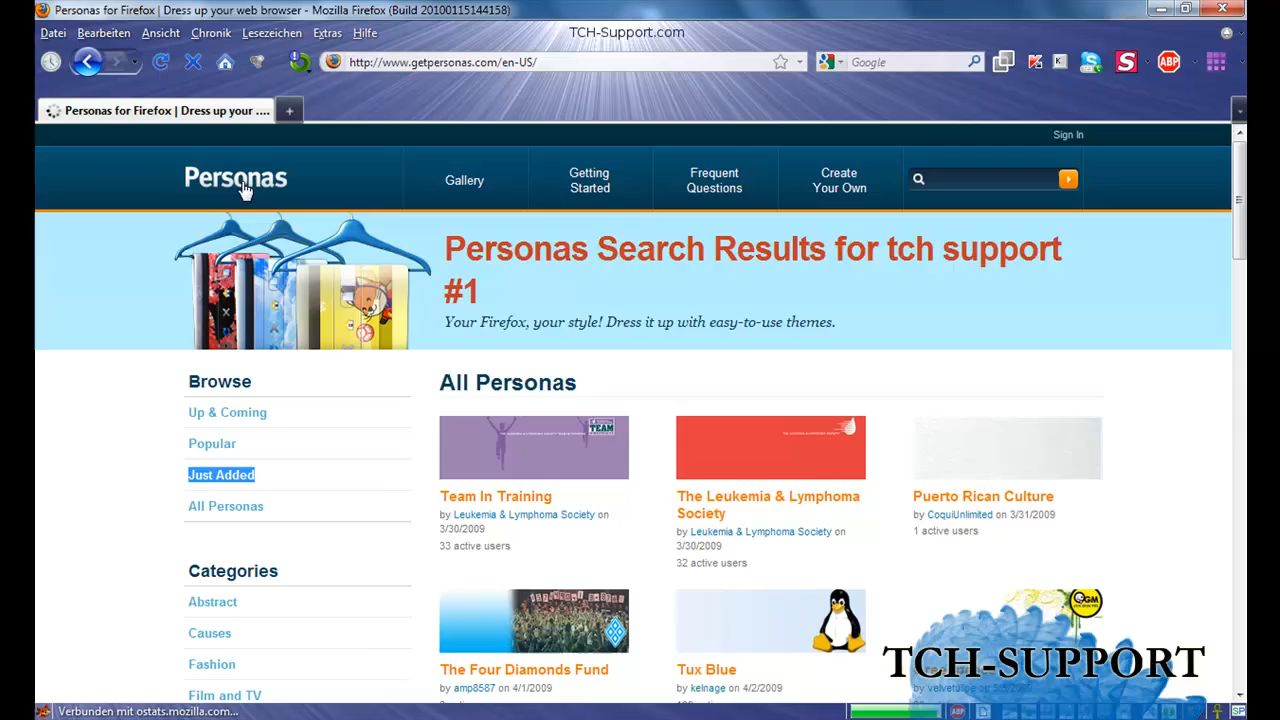 Personas for Firefox | Dress up your web browser - Mozilla Firefox (Build 20100115144158)
Datei Bearbeiten Ansicht Chronik Lesezeichen Extras Hilfe
TCH-Support.com
http://www.getpersonas.com/en-US/
Google
ABP
Personas for Firefox | Dress up your ....
Sign In
Personas
Gallery
Getting
Started
Frequent
Questions
Create
Your Own
Personas Search Results for tch support
#1
Your Firefox, your style! Dress it up with easy-to-use themes.
Browse
Up & Coming
Popular
Just Added
All Personas
Categories
Abstract
Causes
Fashion
Film and TV
All Personas
TEAM
Team In Training
by Leukemia & Lymphoma Society on
3/30/2009
33 active users
The Leukemia & Lymphoma
Society
by Leukemia & Lymphoma Society on
3/30/2009
32 active users
Puerto Rican Culture
by CoquiUnlimited on 3/31/2009
1 active users
The Four Diamonds Fund
by amp8587 on 4/1/2009
Tux Blue
by kelnage on 4/2/2009
OGM
TCH-SUPPORT
Verbunden mit ostats.mozilla.com...